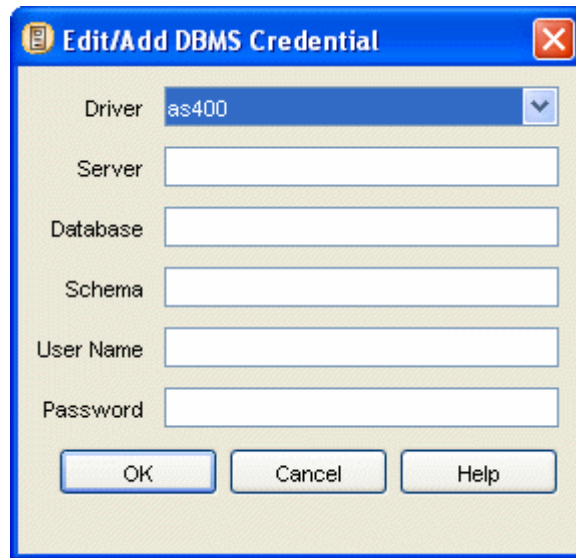 Edit/Add DBMS Credential
Driver as400
Server
Database
Schema
User Name
Password
OK Cancel Help